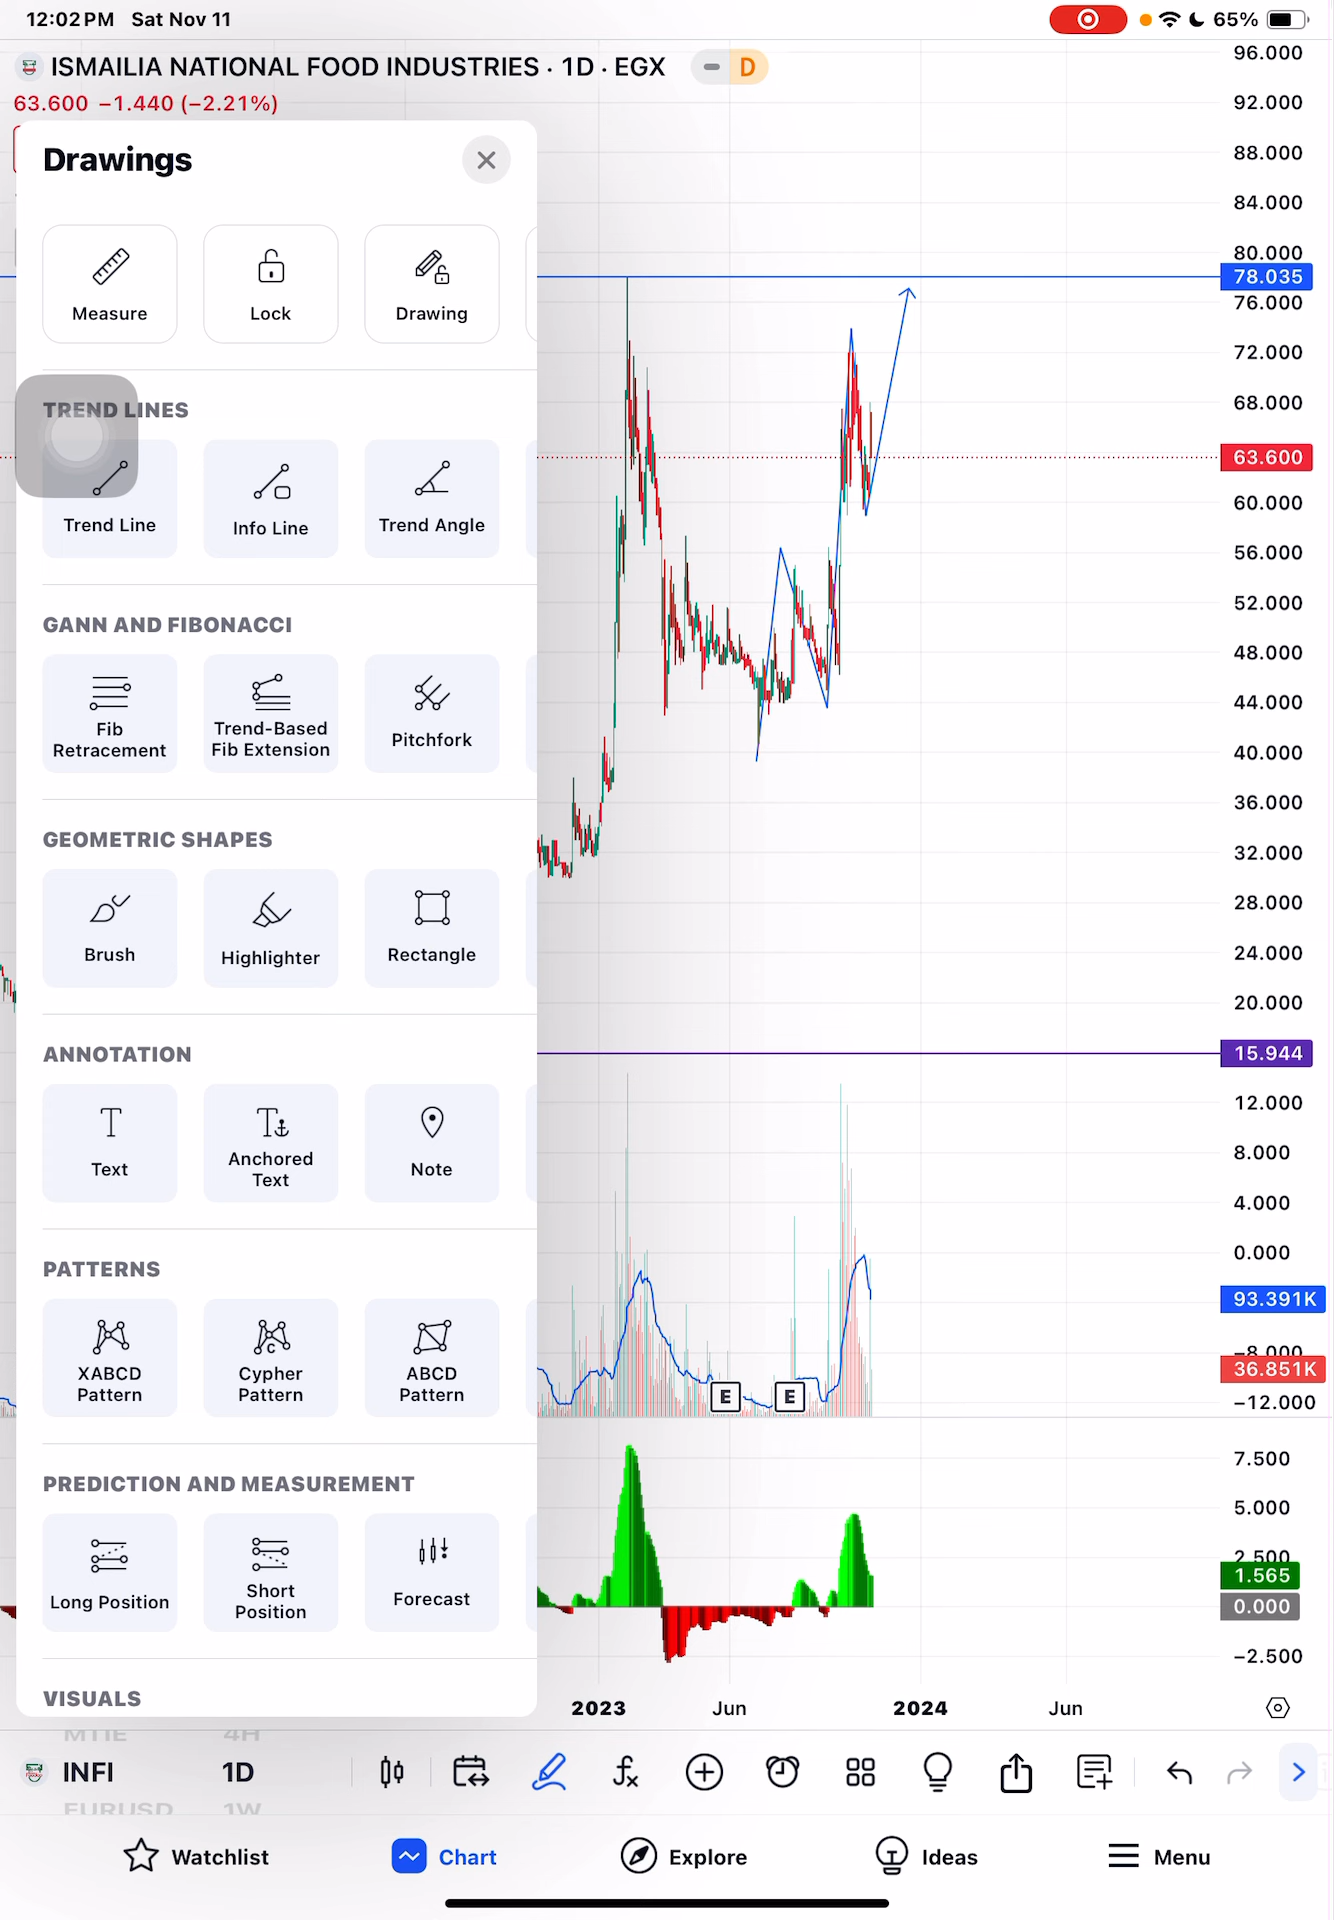 12:02 PM Sat Nov 11
65%
ISMAILIA NATIONAL FOOD INDUSTRIES · 1D · EGX
D
63.600 −1.440 (−2.21%)
Drawings
Measure
Lock
Drawing
TREND LINES
Trend Line
Info Line
Trend Angle
GANN AND FIBONACCI
Fib
Retracement
Trend-Based
Fib Extension
Pitchfork
GEOMETRIC SHAPES
Brush
Highlighter
Rectangle
ANNOTATION
Text
Anchored
Text
Note
PATTERNS
XABCD
Pattern
Cypher
Pattern
ABCD
Pattern
PREDICTION AND MEASUREMENT
Long Position
Short
Position
Forecast
VISUALS
96.000
92.000
88.000
84.000
80.000
78.035
76.000
72.000
68.000
63.600
60.000
56.000
52.000
48.000
44.000
40.000
36.000
32.000
28.000
24.000
20.000
15.944
12.000
8.000
4.000
0.000
93.391K
−8.000
36.851K
−12.000
E
E
7.500
5.000
2.500
1.565
0.000
−2.500
2023
Jun
2024
Jun
4H
INFI
1D
EURUSD
1W
Watchlist
Chart
Explore
Ideas
Menu